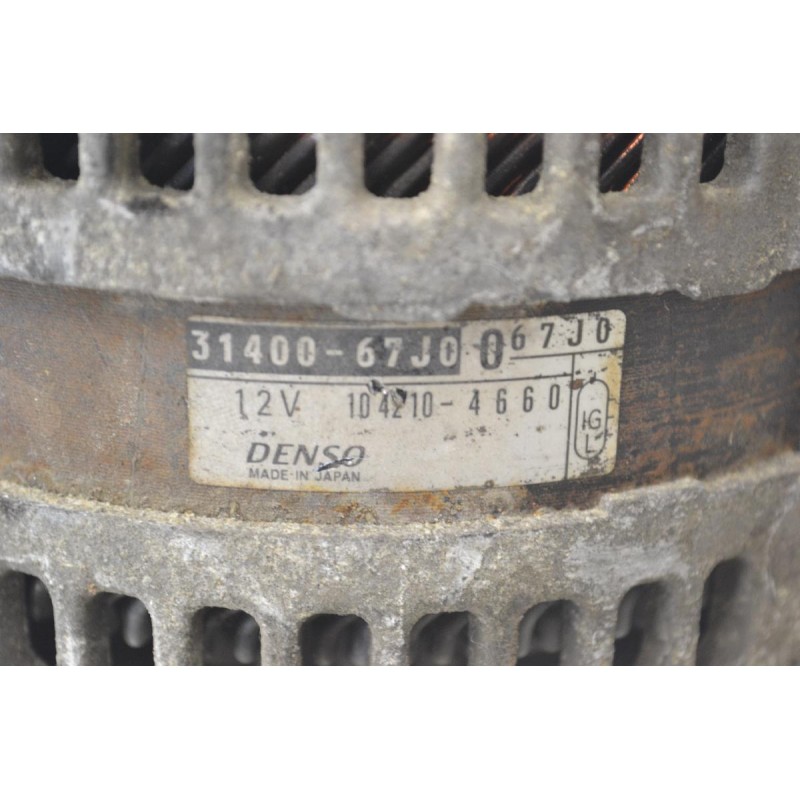 31400-67J0 0 67J0
12V 104210-4660
IG
L
DENSO
MADE-IN JAPAN